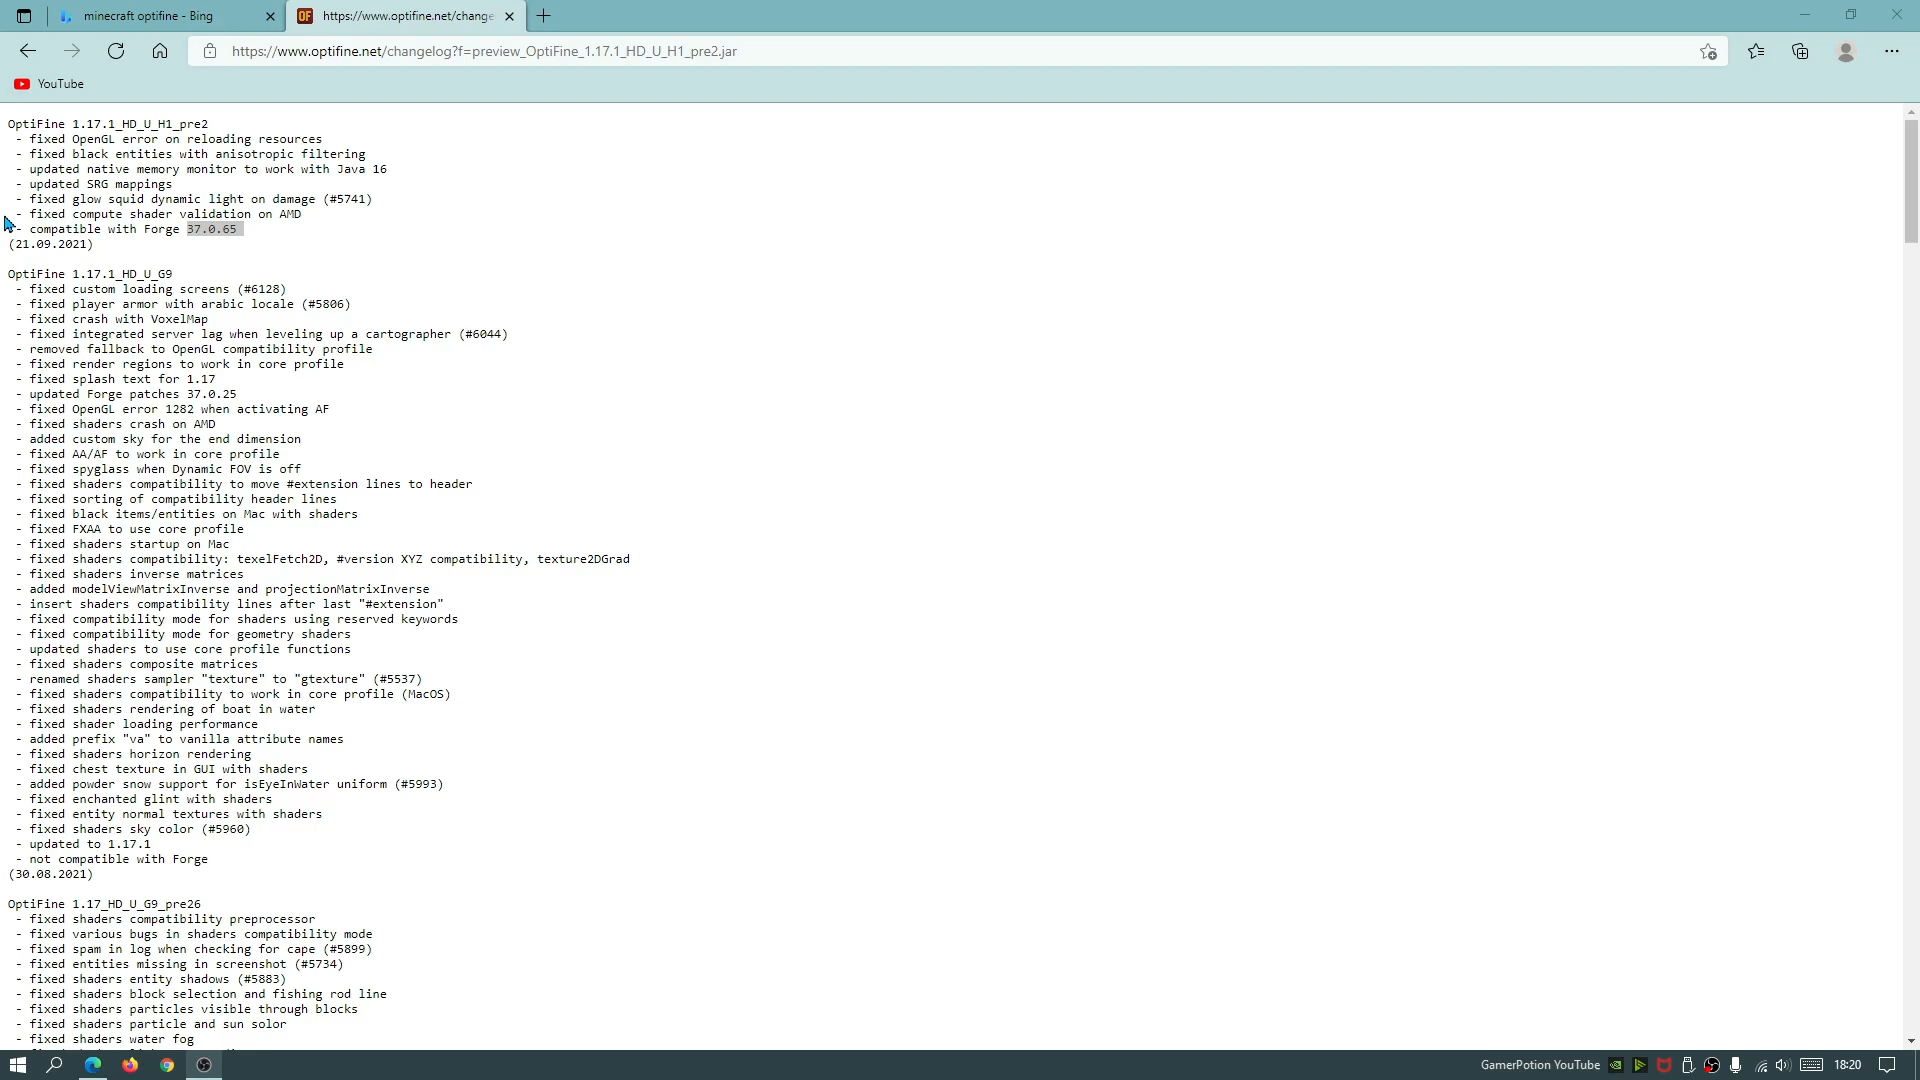 minecraft optifine - Bing
https://www.optifine.net/change
https://www.optifine.net/changelog?f=preview_OptiFine_1.17.1_HD_U_H1_pre2.jar
YouTube
OptiFine 1.17.1_HD_U_H1_pre2
- fixed OpenGL error on reloading resources
- fixed black entities with anisotropic filtering
- updated native memory monitor to work with Java 16
- updated SRG mappings
- fixed glow squid dynamic light on damage (#5741)
- fixed compute shader validation on AMD
- compatible with Forge 37.0.65
(21.09.2021)
OptiFine 1.17.1_HD_U_G9
- fixed custom loading screens (#6128)
- fixed player armor with arabic locale (#5806)
- fixed crash with VoxelMap
- fixed integrated server lag when leveling up a cartographer (#6044)
- removed fallback to OpenGL compatibility profile
- fixed render regions to work in core profile
- fixed splash text for 1.17
- updated Forge patches 37.0.25
- fixed OpenGL error 1282 when activating AF
- fixed shaders crash on AMD
- added custom sky for the end dimension
- fixed AA/AF to work in core profile
- fixed spyglass when Dynamic FOV is off
- fixed shaders compatibility to move #extension lines to header
- fixed sorting of compatibility header lines
- fixed black items/entities on Mac with shaders
- fixed FXAA to use core profile
- fixed shaders startup on Mac
- fixed shaders compatibility: texelFetch2D, #version XYZ compatibility, texture2DGrad
- fixed shaders inverse matrices
- added modelViewMatrixInverse and projectionMatrixInverse
- insert shaders compatibility lines after last "#extension"
- fixed compatibility mode for shaders using reserved keywords
- fixed compatibility mode for geometry shaders
- updated shaders to use core profile functions
- fixed shaders composite matrices
- renamed shaders sampler "texture" to "gtexture" (#5537)
- fixed shaders compatibility to work in core profile (MacOS)
- fixed shaders rendering of boat in water
- fixed shader loading performance
- added prefix "va" to vanilla attribute names
- fixed shaders horizon rendering
- fixed chest texture in GUI with shaders
- added powder snow support for isEyeInWater uniform (#5993)
- fixed enchanted glint with shaders
- fixed entity normal textures with shaders
- fixed shaders sky color (#5960)
- updated to 1.17.1
- not compatible with Forge
(30.08.2021)
OptiFine 1.17_HD_U_G9_pre26
- fixed shaders compatibility preprocessor
- fixed various bugs in shaders compatibility mode
- fixed spam in log when checking for cape (#5899)
- fixed entities missing in screenshot (#5734)
- fixed shaders entity shadows (#5883)
- fixed shaders block selection and fishing rod line
- fixed shaders particles visible through blocks
- fixed shaders particle and sun solor
- fixed shaders water fog
GamerPotion YouTube
18:20